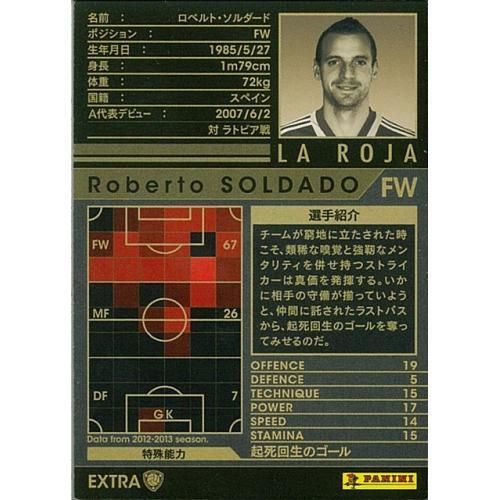 名前 : ロベルト・ソルダード
ポジション : FW
生年月日 : 1985/5/27
身長 : 1m79cm
体重 : 72kg
国籍 : スペイン
A代表デビュー : 2007/6/2
対 ラトビア戦
LA ROJA
Roberto SOLDADO FW
FW 67
MF 26
DF 7
GK
Data from 2012-2013 season.
選手紹介
チームが窮地に立たされた時
こそ、類稀な嗅覚と強靭なメン
タリティを併せ持つストライ
カーは真価を発揮する。いか
に相手の守備が揃っていよう
と、仲間に託されたラストパス
から、起死回生のゴールを奪っ
てみせるのだ。
OFFENCE 19
DEFENCE 5
TECHNIQUE 15
POWER 17
SPEED 14
STAMINA 15
特殊能力 起死回生のゴール
EXTRA PANINI